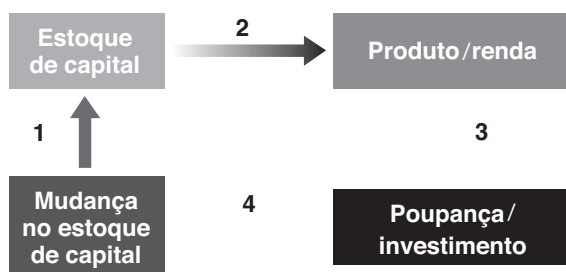 Estoque
de capital
2
Produto/renda
1
3
Mudança
no estoque
de capital
4
Poupança/
investimento